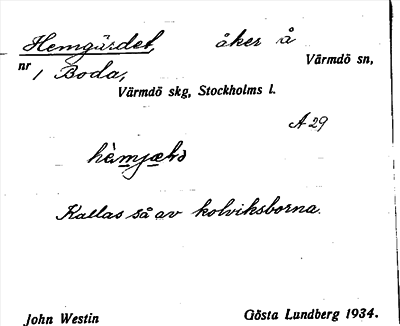 Hemgärdet, åker å
Värmdö sn,
nr 1 Boda,
Värmdö skg, Stockholms l.
A 29
Kallas så av kolviksborna.
John Westin Gösta Lundberg 1934.